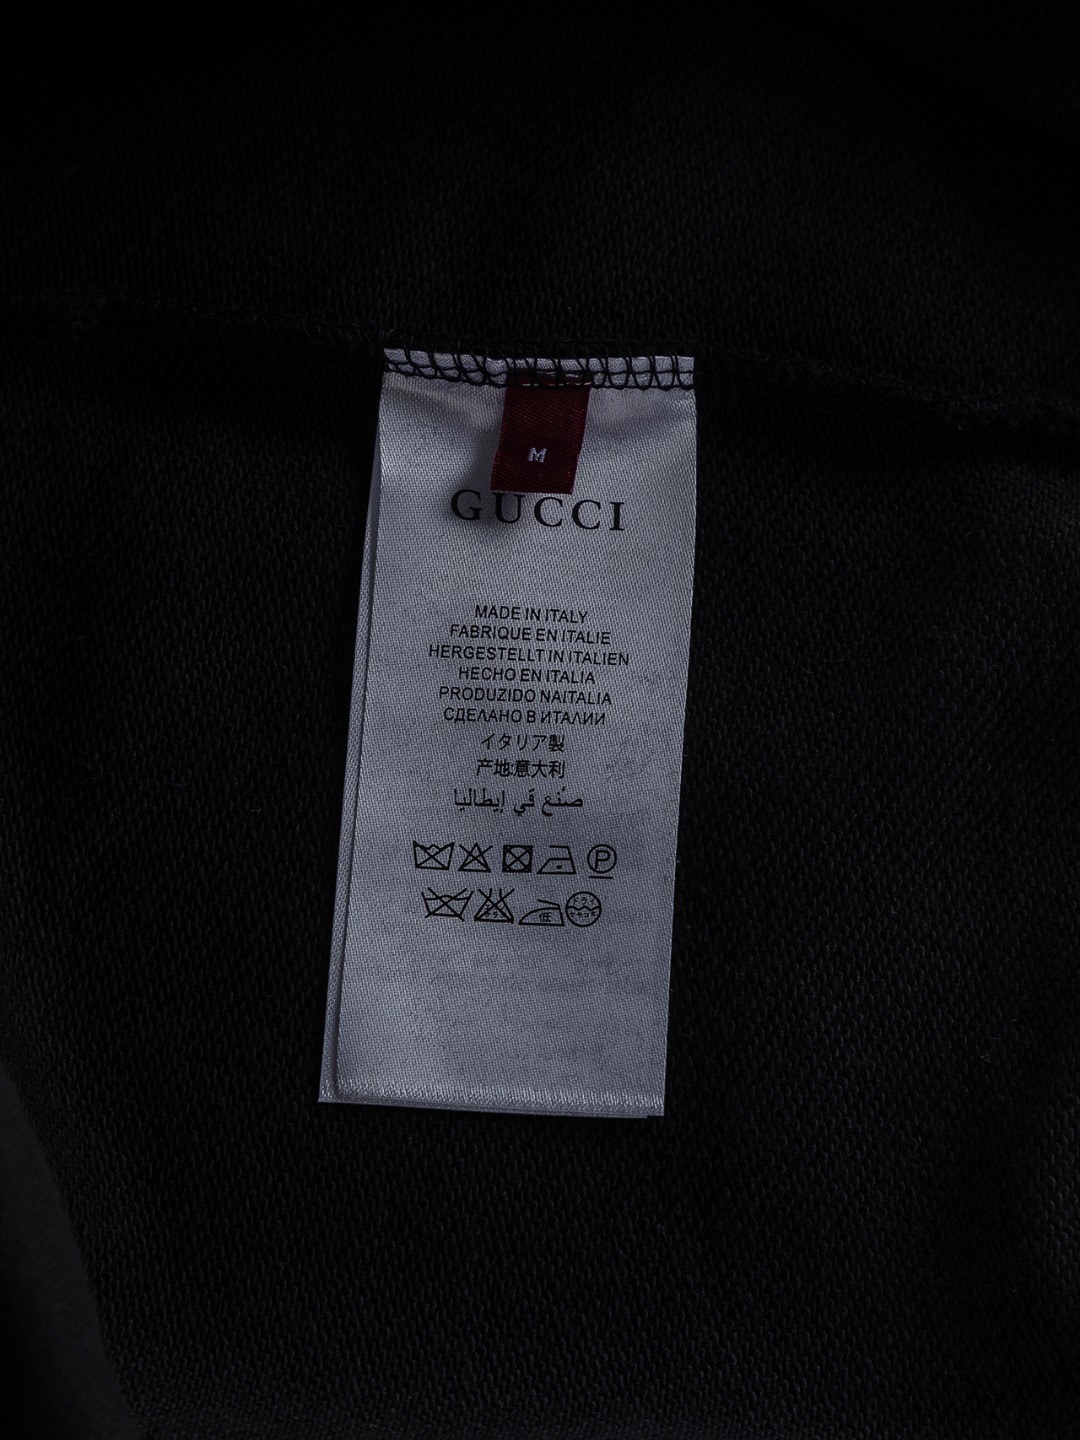 M
GUCCI
MADE IN ITALY
FABRIQUE EN ITALIE
HERGESTELLT IN ITALIEN
HECHO EN ITALIA
PRODUZIDO NAITALIA
СДЕЛАНО В ИТАЛИИ
イタリア製
产地:意大利
صنع في إيطاليا
P
低